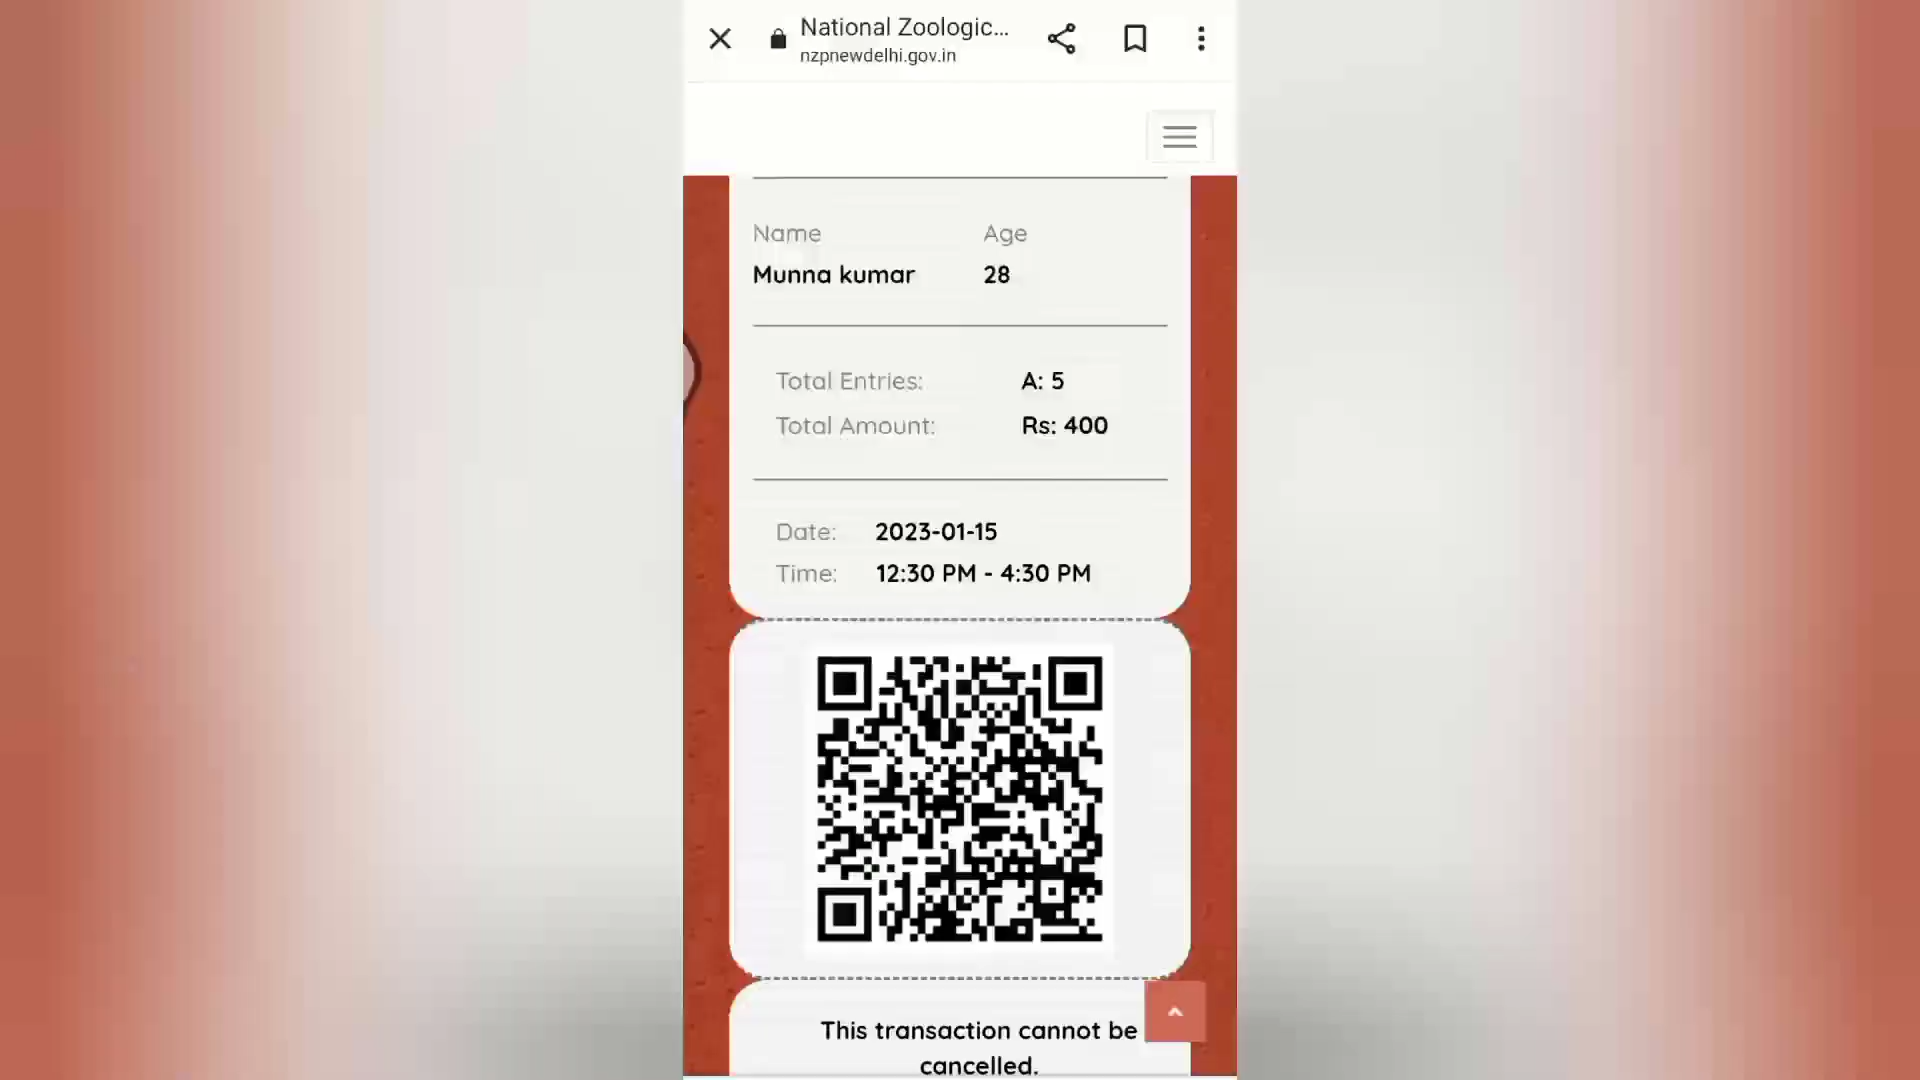 National Zoologic...
nzpnewdelhi.gov.in
Name Age
Munna kumar 28
Total Entries: A: 5
Total Amount: Rs: 400
Date: 2023-01-15
Time: 12:30 PM - 4:30 PM
This transaction cannot be
cancelled.